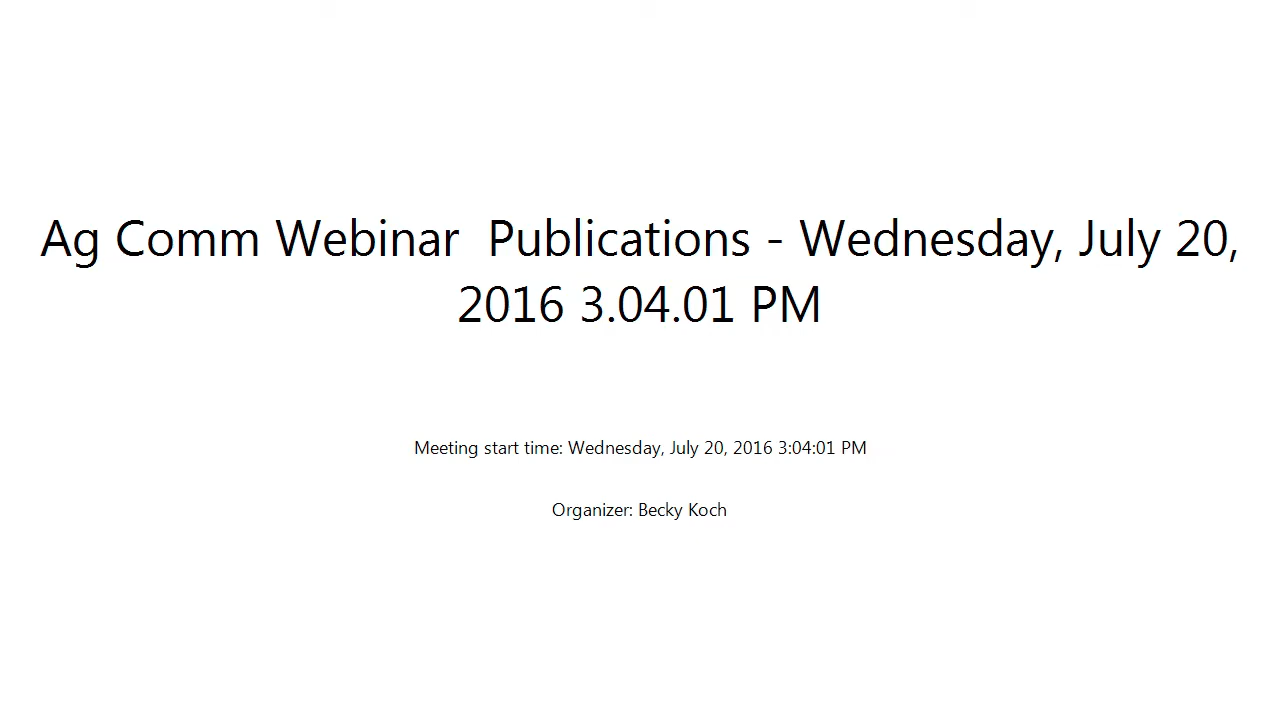 Ag Comm Webinar  Publications - Wednesday, July 20,
2016 3.04.01 PM
Meeting start time: Wednesday, July 20, 2016 3:04:01 PM
Organizer: Becky Koch